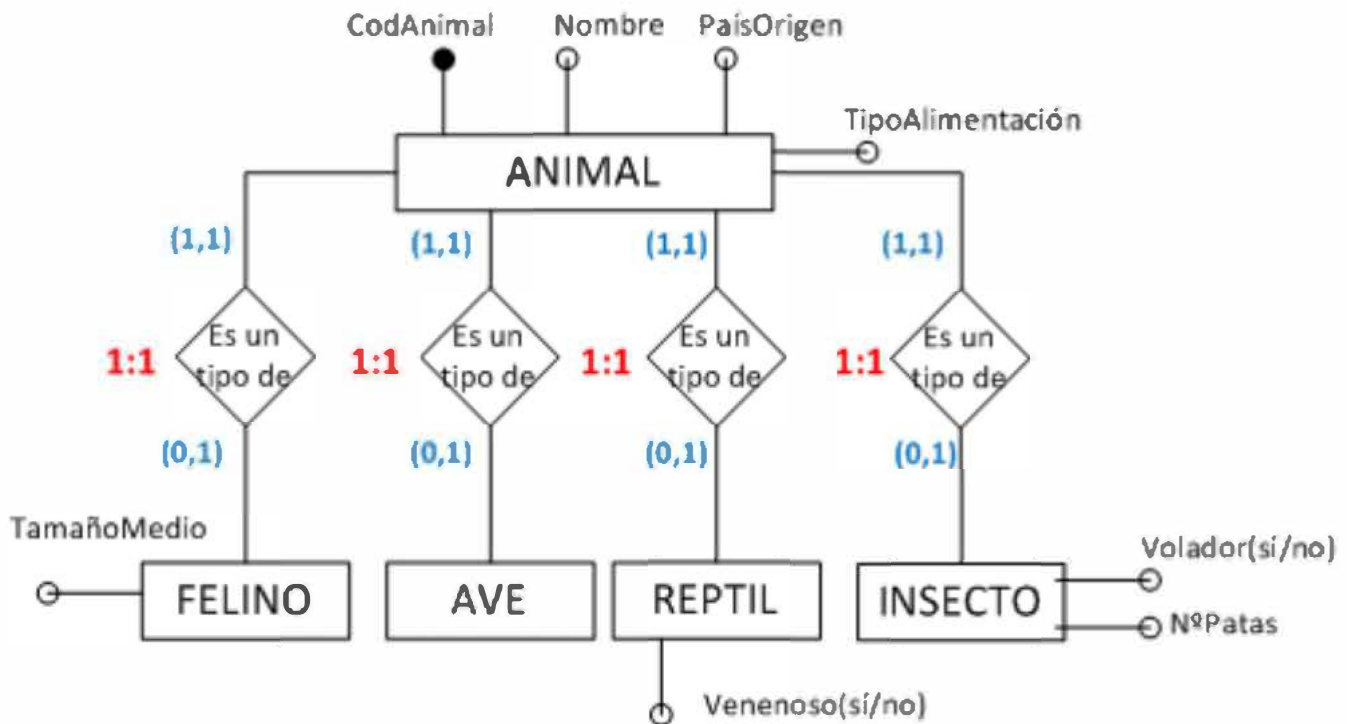 CodAnimal Nombre PaisOrigen
TipoAlimentación
ANIMAL
(1,1) (1,1) (1,1) (1,1)
Es un Es un Es un Es un
1:1 1:1 1:1 1:1
tipo de tipo de tipo de tipo de
(0,1) (0,1) (0,1) (0,1)
TamañoMedio
Volador(sí/no)
FELINO AVE REPTIL INSECTO
NºPatas
Venenoso(sí/no)